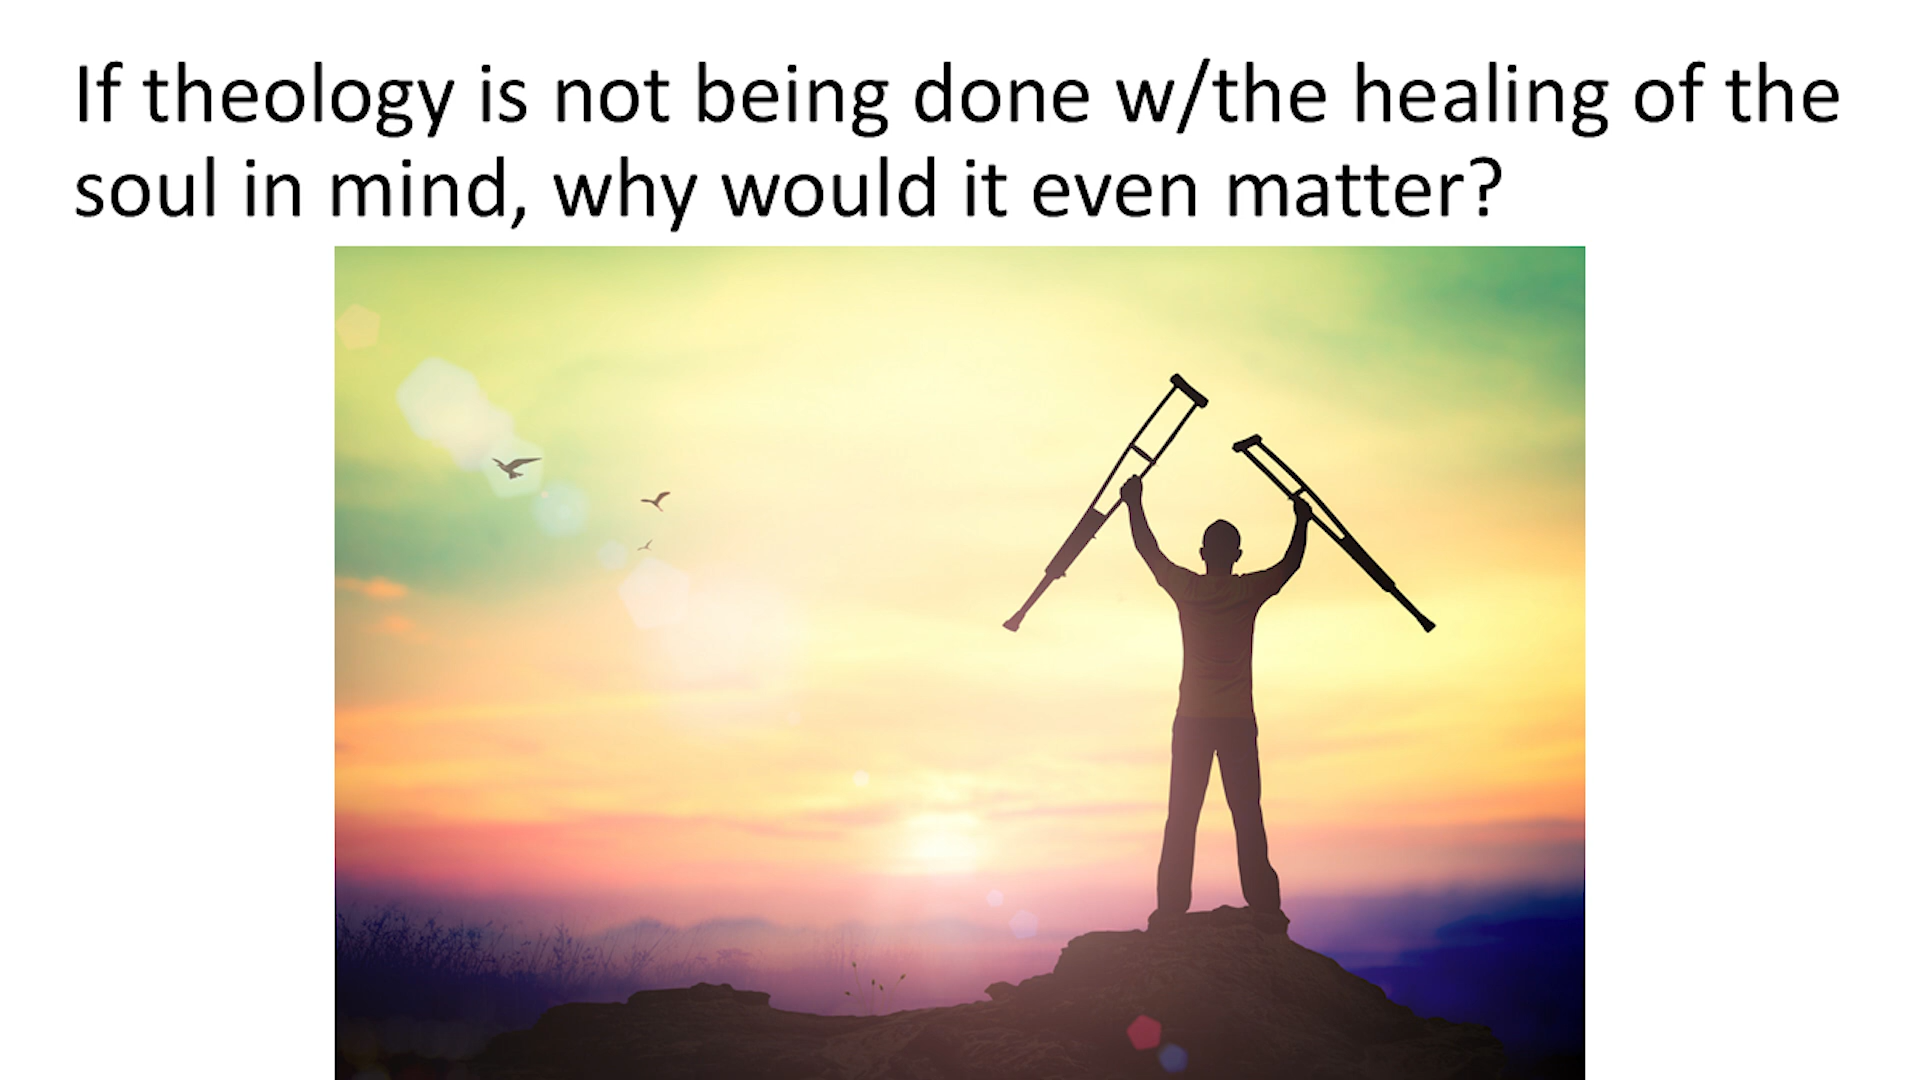 If theology is not being done w/the healing of the
soul in mind, why would it even matter?